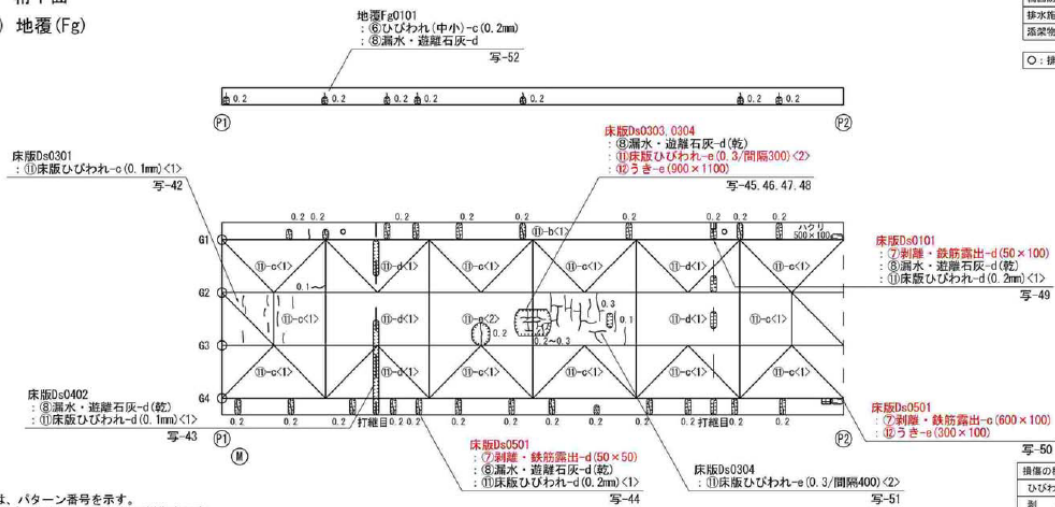 ) 地覆(Fg)
地覆Fg0101
:⑥ひびわれ(中小)-c(0.2mm)
:⑧漏水・遊離石灰-d
写-52
0.2 0.2 0.2 0.2 0.2 0.2 0.2
P1 P2
床版Ds0301
:⑪床版ひびわれ-c(0.1mm)<1>
写-42
床版Ds0303,0304
:⑧漏水・遊離石灰-d(乾)
:⑪床版ひびわれ-e(0.3/間隔300)<2>
:⑫うき-e(900×1100)
写-45,46,47,48
0.2 0.2 0.2 0.2 0.2 0.2 0.2 0.2 0.2 0.2
ハクリ
500×100
⑪-b<1>
G1
⑪-c<1> ⑪-d<1> ⑪-c<1> ⑪-c<1> ⑪-d<1> ⑪-c<1>
0.1
G2
⑪-c<1> ⑪-d<1> ⑪-e<2> ⑪-d<1> ⑪-c<1>
0.3
0.1
0.2
0.2~0.3
G3
⑪-c<1> ⑪-d<1> ⑪-c<1> ⑪-c<1> ⑪-d<1> ⑪-c<1>
G4
床版Ds0101
:⑦剥離・鉄筋露出-d(50×100)
:⑧漏水・遊離石灰-d(乾)
:⑪床版ひびわれ-d(0.2mm)<1>
写-49
床版Ds0402
:⑧漏水・遊離石灰-d(乾)
:⑪床版ひびわれ-d(0.1mm)<1>
写-43
0.2 0.2 打継目 0.2 0.2 0.2 0.2 0.2 0.2 0.2 打継目 0.2 0.2
P1 P2
M
床版Ds0501
:⑦剥離・鉄筋露出-d(50×50)
:⑧漏水・遊離石灰-d(乾)
:⑪床版ひびわれ-d(0.2mm)<1>
写-44
床版Ds0304
:⑪床版ひびわれ-e(0.3/間隔400)<2>
写-51
床版Ds0501
:⑦剥離・鉄筋露出-c(600×100)
:⑫うき-e(300×100)
写-50
は、パターン番号を示す。
排水施
添架物
○:排
損傷の種
ひびわ